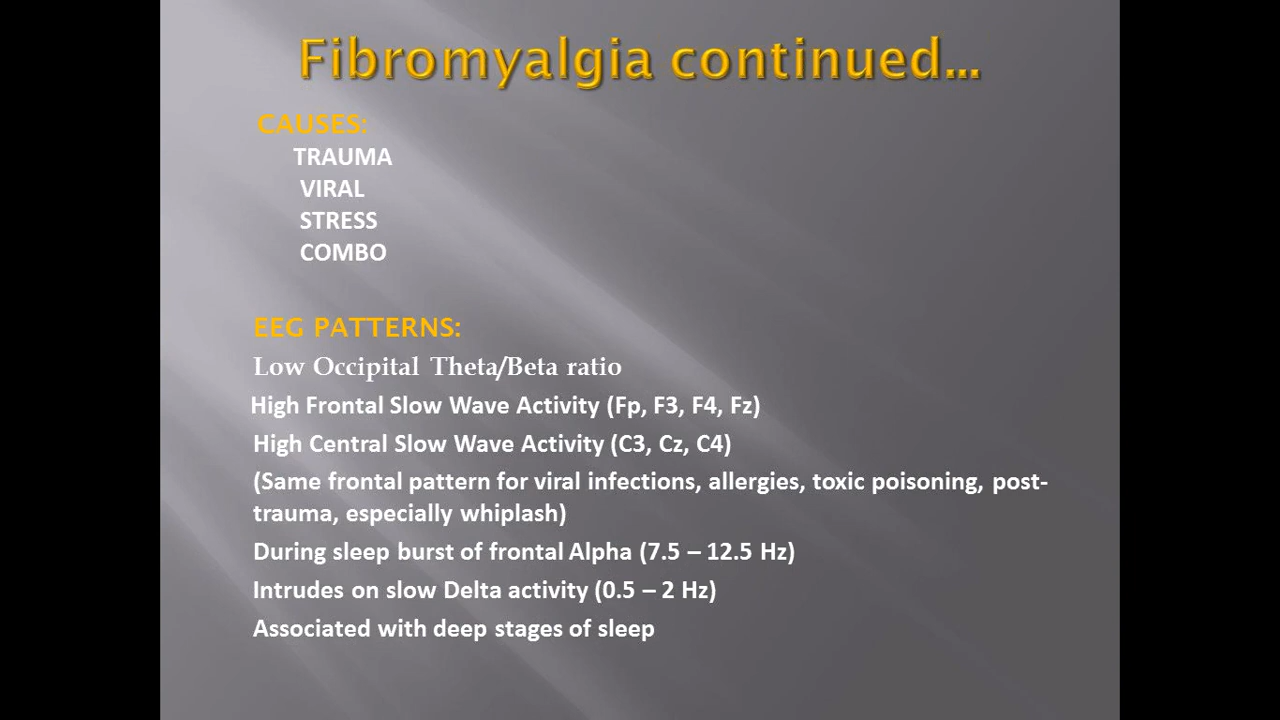 Fibromyalgia continued...
CAUSES:
TRAUMA
VIRAL
STRESS
COMBO
EEG PATTERNS:
Low Occipital Theta/Beta ratio
High Frontal Slow Wave Activity (Fp, F3, F4, Fz)
High Central Slow Wave Activity (C3, Cz, C4)
(Same frontal pattern for viral infections, allergies, toxic poisoning, post-
trauma, especially whiplash)
During sleep burst of frontal Alpha (7.5 – 12.5 Hz)
Intrudes on slow Delta activity (0.5 – 2 Hz)
Associated with deep stages of sleep